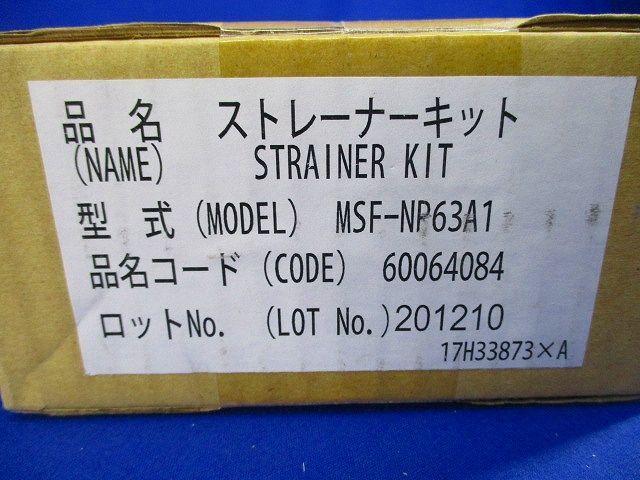 品 名 ストレーナーキット
(NAME) STRAINER KIT
型 式 (MODEL) MSF-NP63A1
品名コード (CODE) 60064084
ロットNo. (LOT No.) 201210
17H33873×A